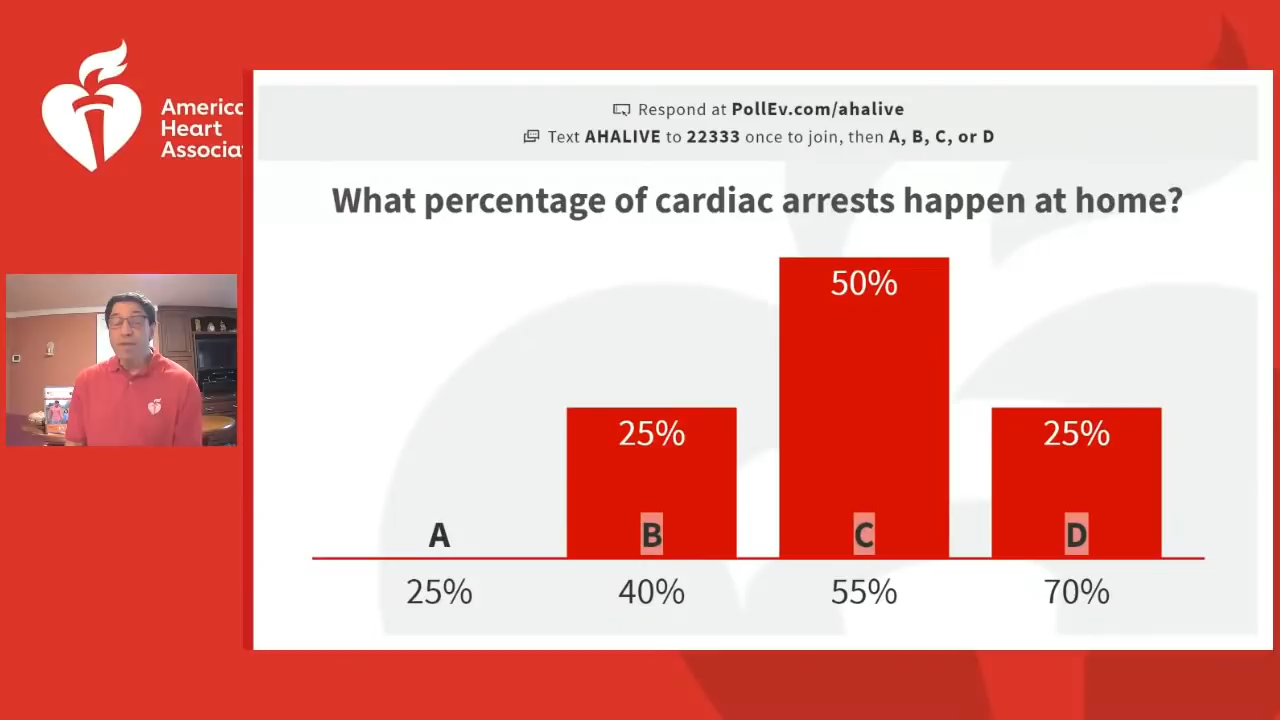 Americ
Heart
Associa
Respond at PollEv.com/ahalive
Text AHALIVE to 22333 once to join, then A, B, C, or D
What percentage of cardiac arrests happen at home?
50%
25%
25%
A
B
C
D
25%
40%
55%
70%